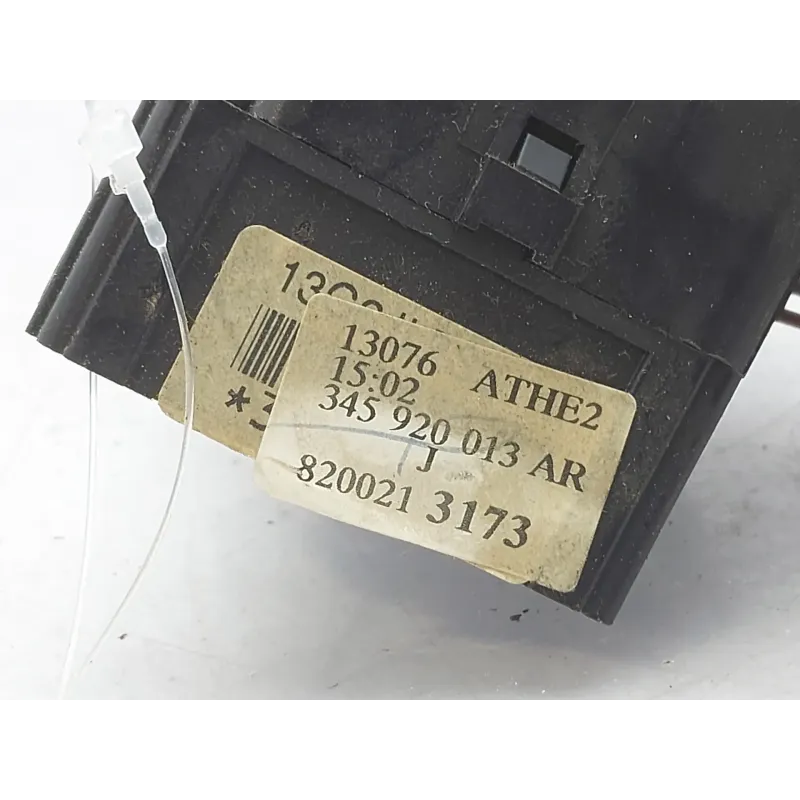 13076 ATHE2
15:02
345 920 013 AR
J
820021 3173